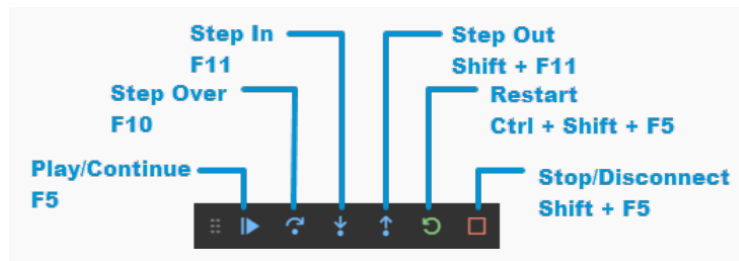 Step In
F11
Step Out
Shift + F11
Step Over
F10
Restart
Ctrl + Shift + F5
Play/Continue
F5
Stop/Disconnect
Shift + F5